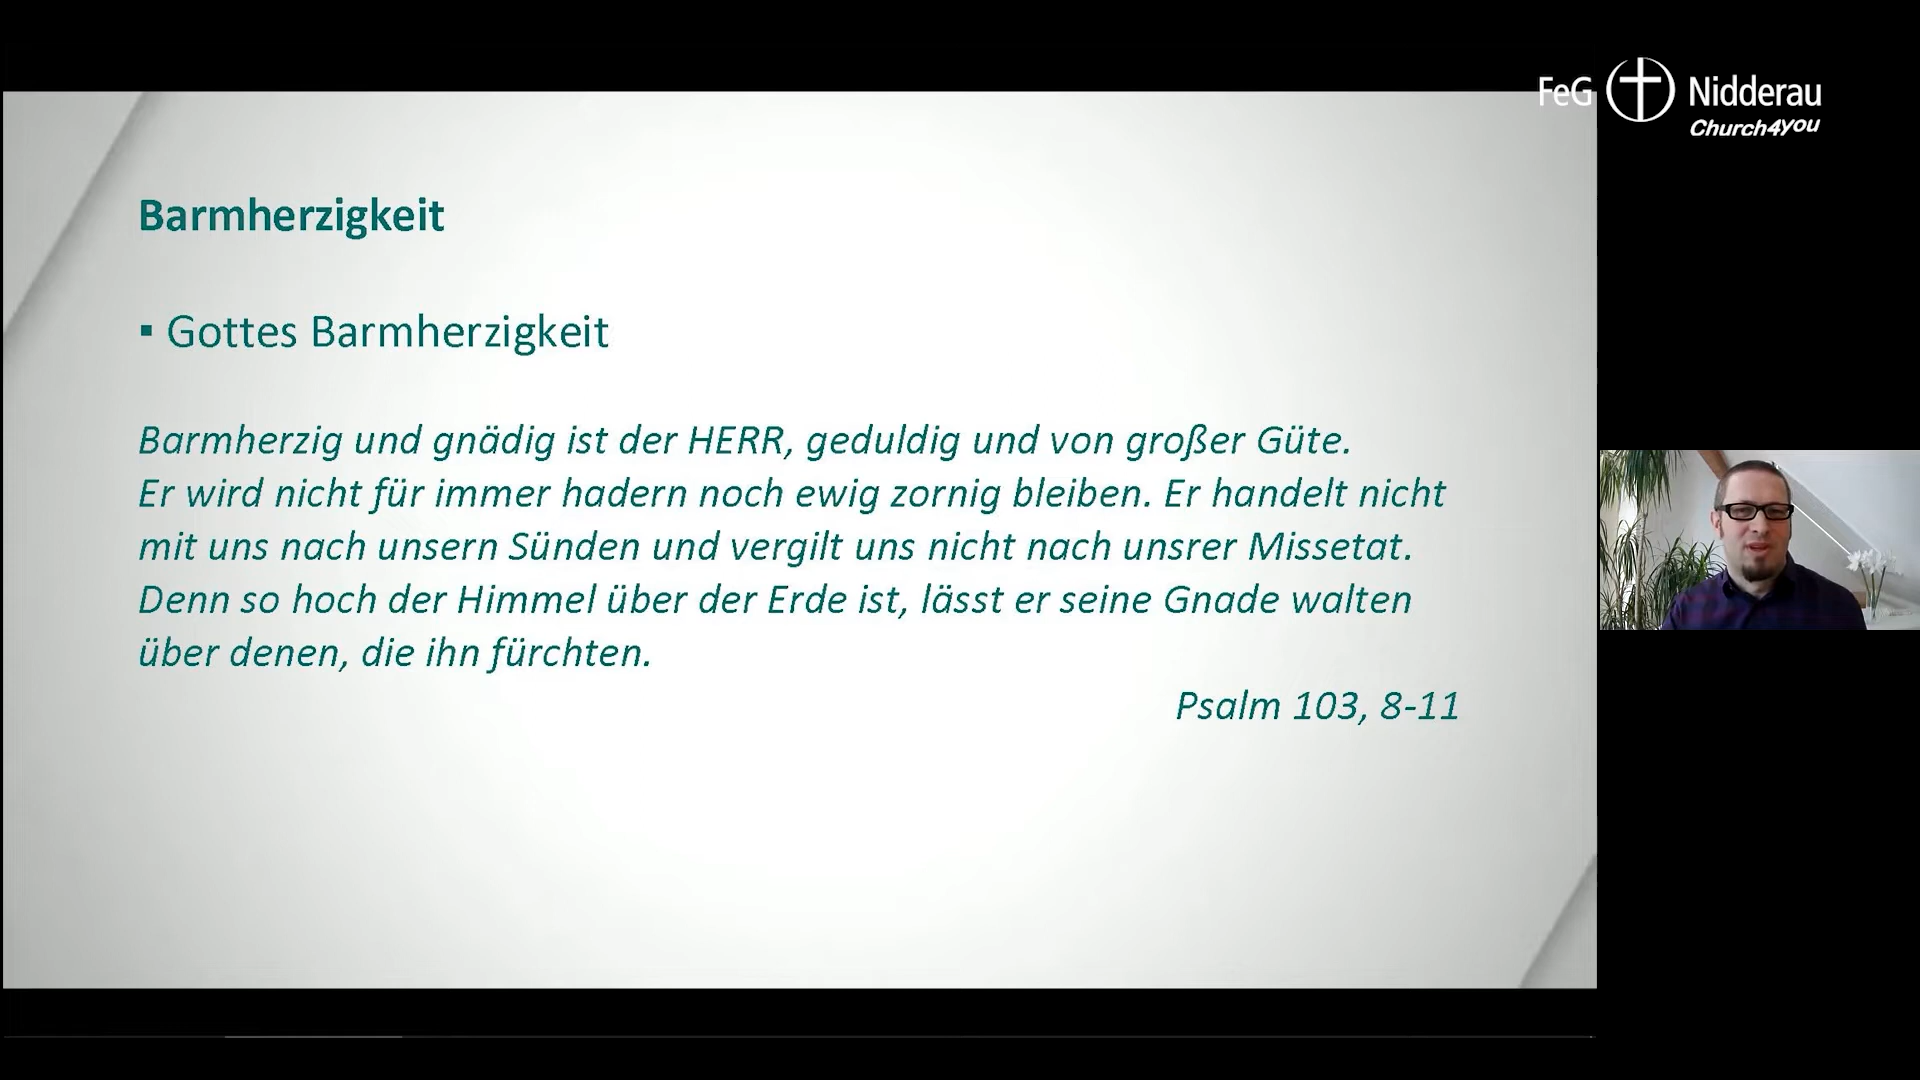 FeG Nidderau
Church4you
Barmherzigkeit
▪ Gottes Barmherzigkeit
Barmherzig und gnädig ist der HERR, geduldig und von großer Güte.
Er wird nicht für immer hadern noch ewig zornig bleiben. Er handelt nicht
mit uns nach unsern Sünden und vergilt uns nicht nach unsrer Missetat.
Denn so hoch der Himmel über der Erde ist, lässt er seine Gnade walten
über denen, die ihn fürchten.
Psalm 103, 8-11